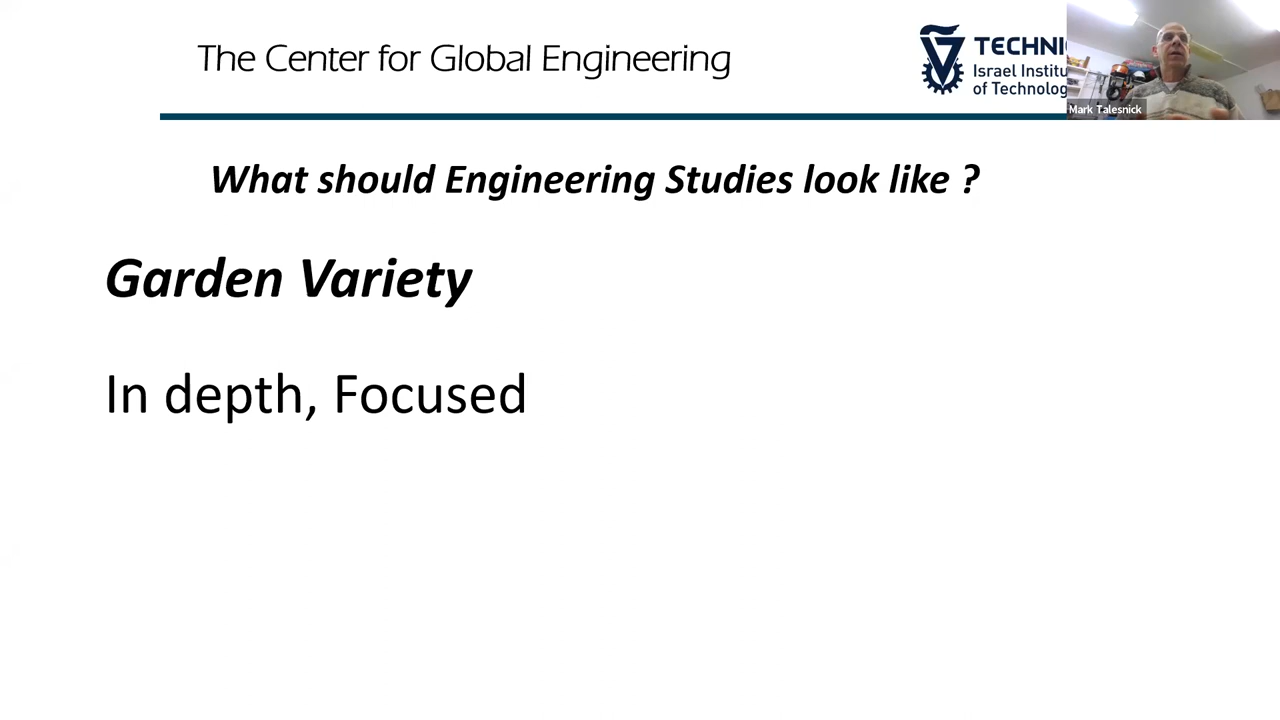 The Center for Global Engineering
TECHNI
Israel Institu
of Technolog
Mark Talesnick
What should Engineering Studies look like ?
Garden Variety
In depth, Focused